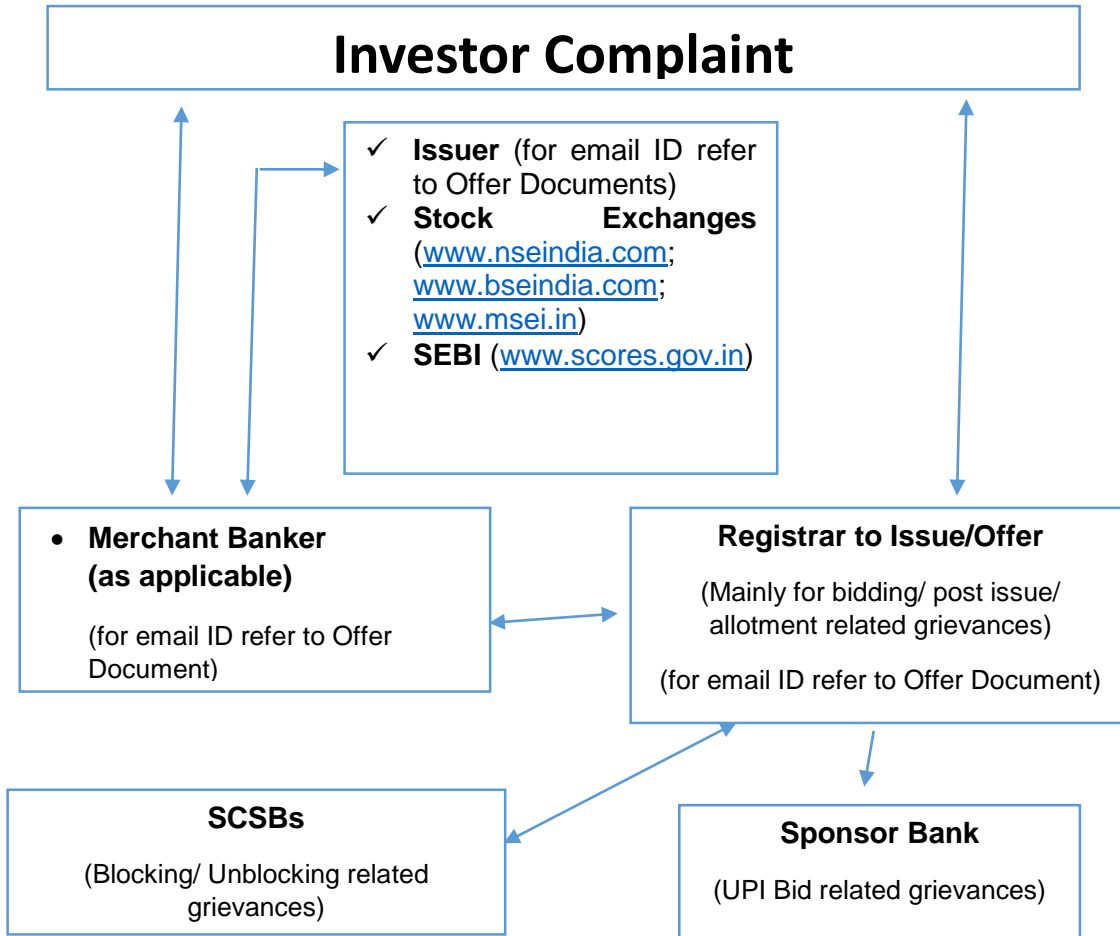 Investor Complaint
✓ Issuer (for email ID refer
to Offer Documents)
✓ Stock Exchanges
(www.nseindia.com;
www.bseindia.com;
www.msei.in)
✓ SEBI (www.scores.gov.in)
• Merchant Banker
(as applicable)
(for email ID refer to Offer
Document)
Registrar to Issue/Offer
(Mainly for bidding/ post issue/
allotment related grievances)
(for email ID refer to Offer Document)
SCSBs
(Blocking/ Unblocking related
grievances)
Sponsor Bank
(UPI Bid related grievances)